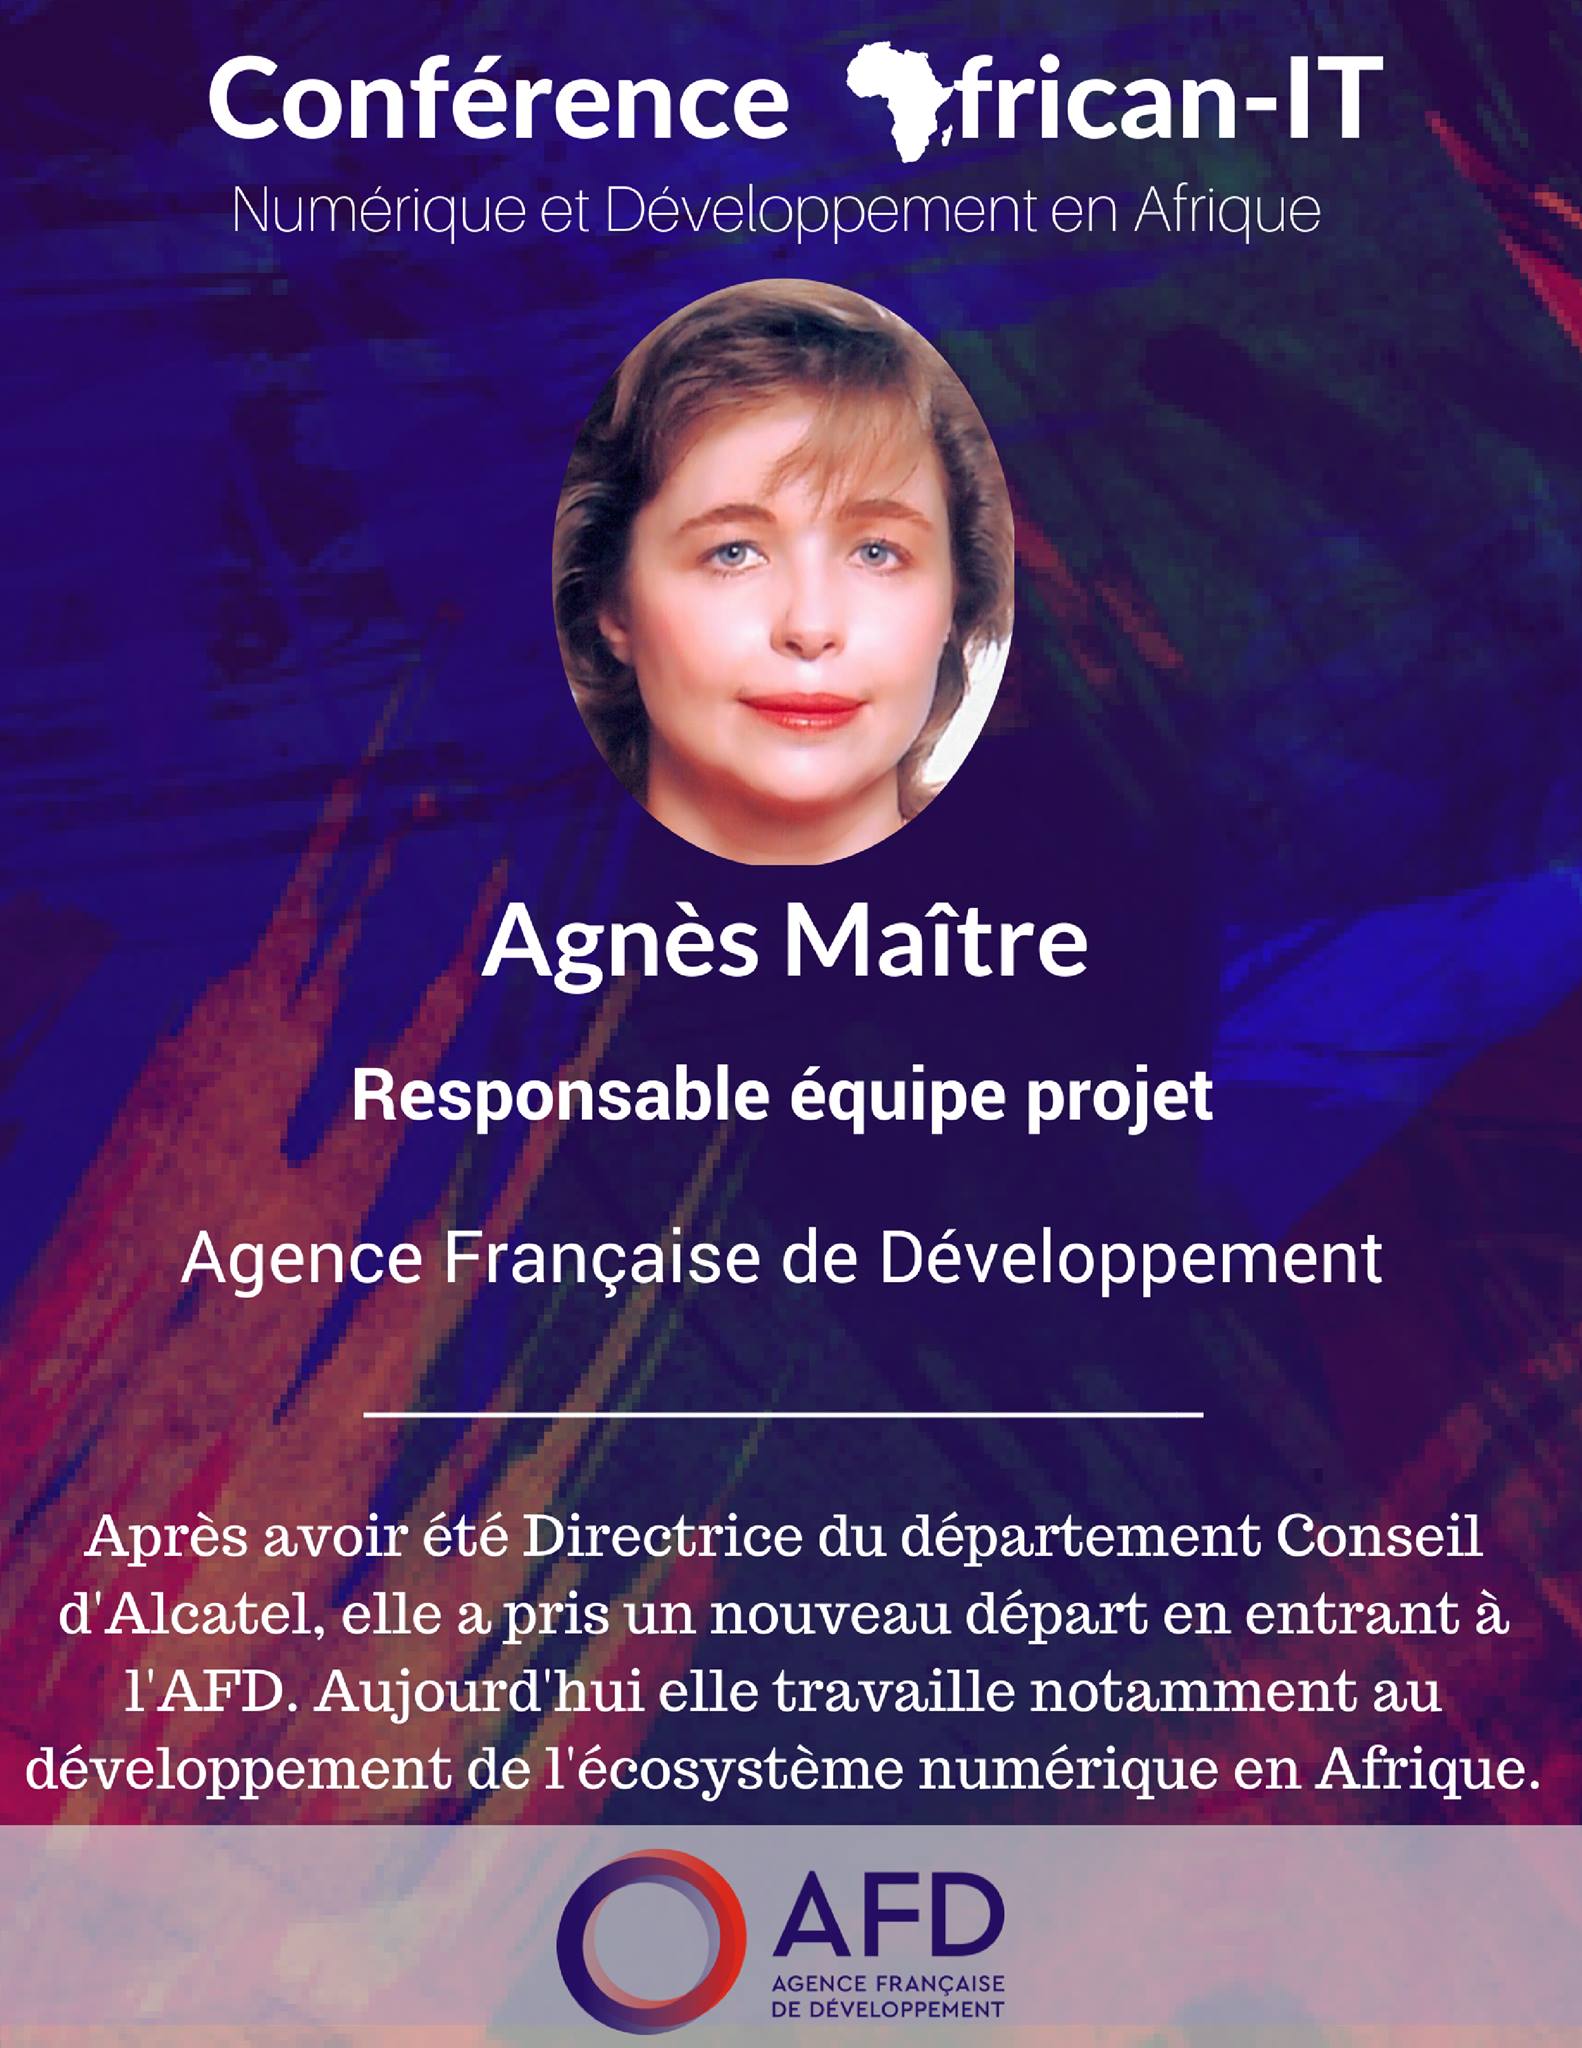 Conférence African-IT
Numérique et Développement en Afrique
Agnès Maître
Responsable équipe projet
Agence Française de Développement
Après avoir été Directrice du département Conseil
d'Alcatel, elle a pris un nouveau départ en entrant à
l'AFD. Aujourd'hui elle travaille notamment au
développement de l'écosystème numérique en Afrique.
AFD
AGENCE FRANÇAISE
DE DÉVELOPPEMENT